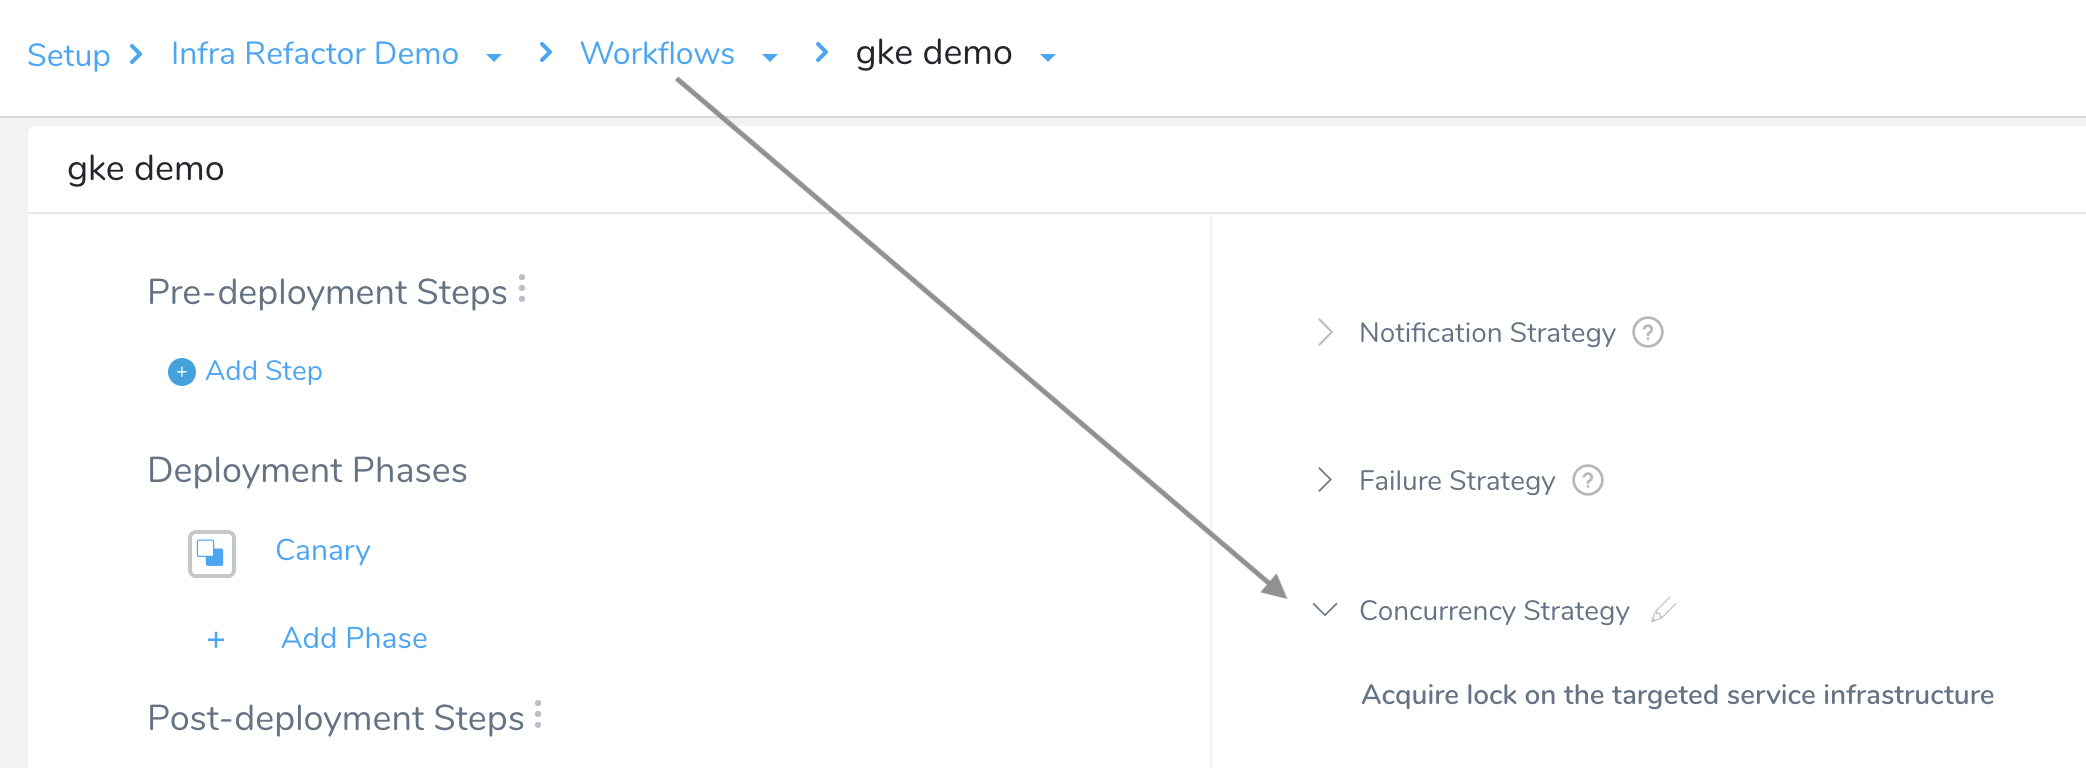 Setup Infra Refactor Demo Workflows gke demo
gke demo
Pre-deployment Steps
Add Step
Deployment Phases
Canary
Add Phase
Post-deployment Steps
Notification Strategy ?
Failure Strategy ?
Concurrency Strategy
Acquire lock on the targeted service infrastructure